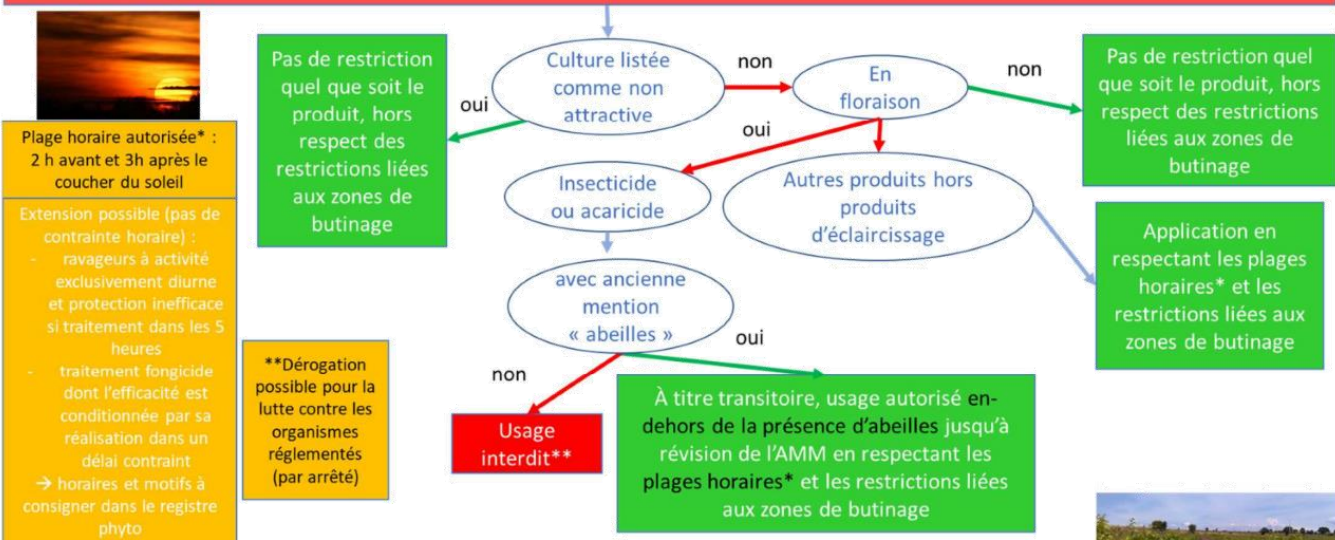 Plage horaire autorisée* :
2 h avant et 3h après le
coucher du soleil
Extension possible (pas de
contrainte horaire) :
- ravageurs à activité
exclusivement diurne
et protection inefficace
si traitement dans les 5
heures
- traitement fongicide
dont l'efficacité est
conditionnée par sa
réalisation dans un
délai contraint
→ horaires et motifs à
consigner dans le registre
phyto
**Dérogation
possible pour la
lutte contre les
organismes
réglementés
(par arrêté)
Pas de restriction
quel que soit le
produit, hors
respect des
restrictions liées
aux zones de
butinage
oui
Culture listée
comme non
attractive
non
En
floraison
non
Pas de restriction quel
que soit le produit, hors
respect des restrictions
liées aux zones de
butinage
oui
Insecticide
ou acaricide
Autres produits hors
produits
d'éclaircissage
Application en
respectant les plages
horaires* et les
restrictions liées aux
zones de butinage
avec ancienne
mention
« abeilles »
non
oui
Usage
interdit**
À titre transitoire, usage autorisé en-
dehors de la présence d'abeilles jusqu'à
révision de l'AMM en respectant les
plages horaires* et les restrictions liées
aux zones de butinage